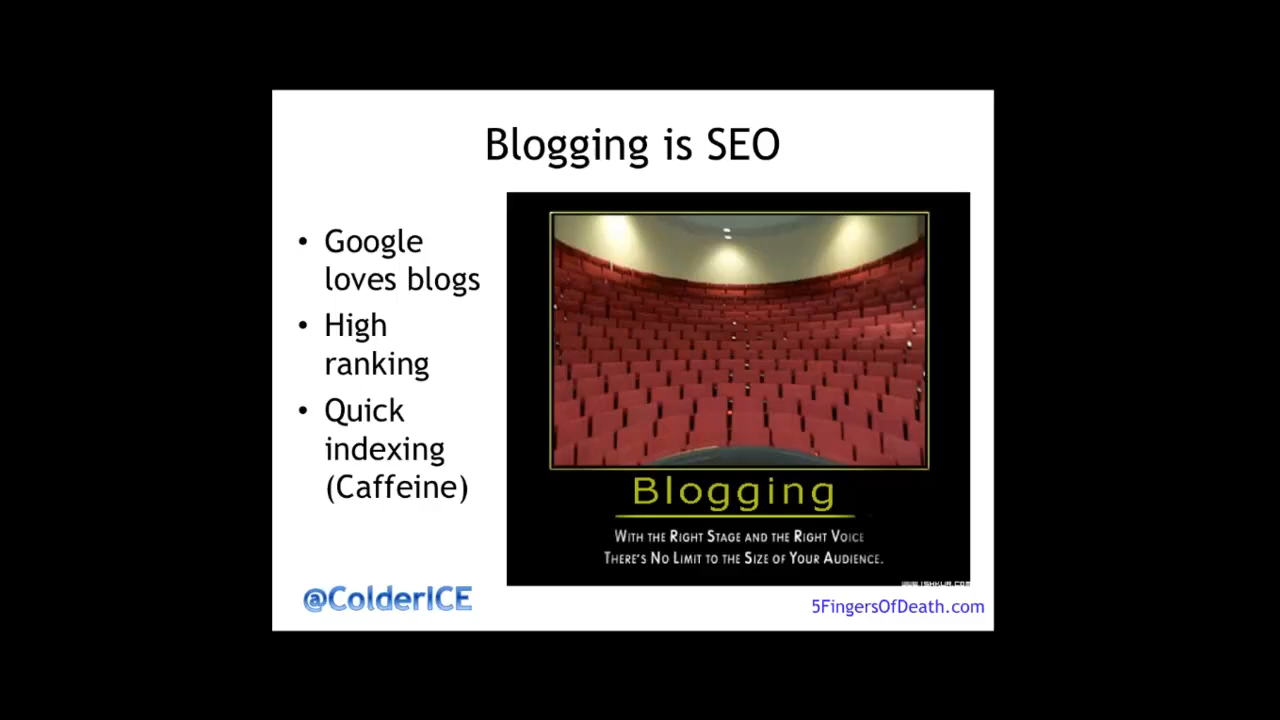 Blogging is SEO
• Google
loves blogs
• High
ranking
• Quick
indexing
(Caffeine)
Blogging
WITH THE RIGHT STAGE AND THE RIGHT VOICE
THERE'S NO LIMIT TO THE SIZE OF YOUR AUDIENCE.
@ColderICE
5FingersOfDeath.com